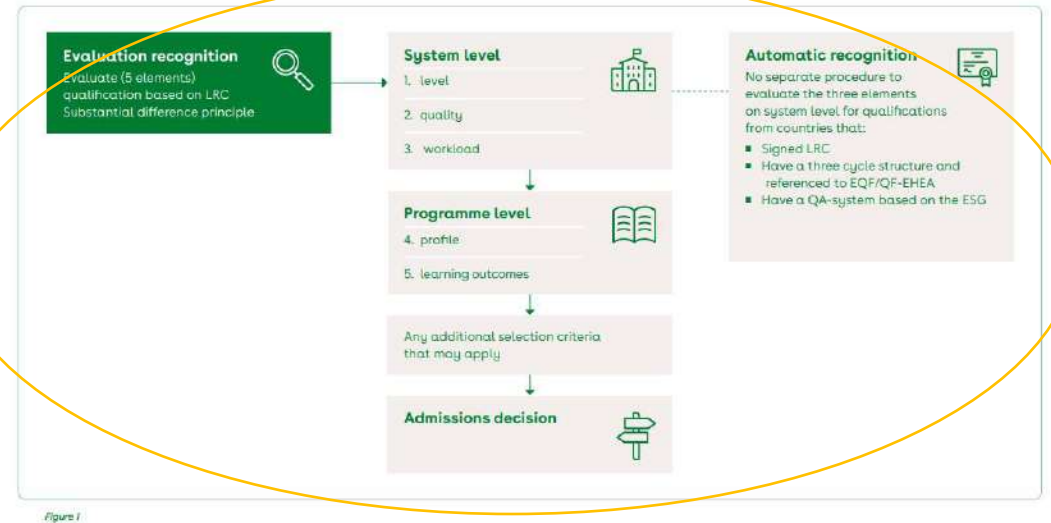 Evaluation recognition
Evaluate (5 elements)
qualification based on LRC
Substantial difference principle
System level
1. level
2. quality
3. workload
Programme level
4. profile
5. learning outcomes
Any additional selection criteria
that may apply
Admissions decision
Automatic recognition
No separate procedure to
evaluate the three elements
on system level for qualifications
from countries that:
▪ Signed LRC
▪ Have a three cycle structure and
referenced to EQF/QF-EHEA
▪ Have a QA-system based on the ESG
Figure 1